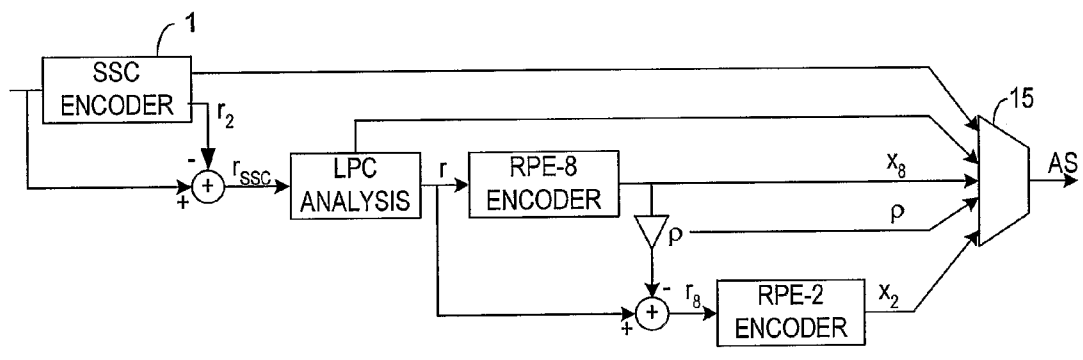 1
SSC
ENCODER
r2
-
+
+
rSSC
LPC
ANALYSIS
r
RPE-8
ENCODER
x8
ρ
ρ
-
+
+
r8
RPE-2
ENCODER
x2
15
AS